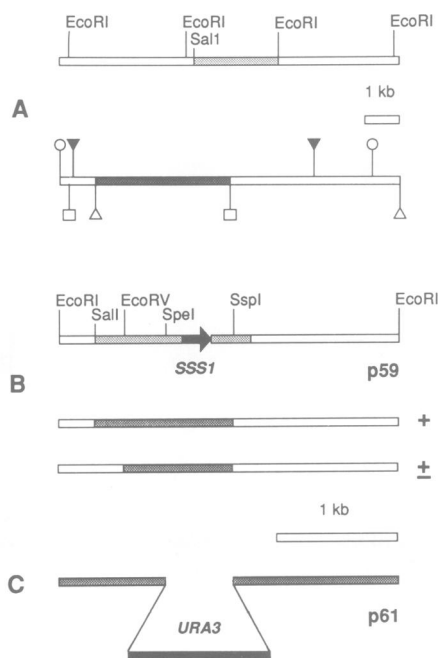 EcoRI EcoRI EcoRI EcoRI
Sal1
1 kb
A
EcoRI EcoRV SspI EcoRI
SalI SpeI
SSS1 p59
B
+
±
1 kb
C
p61
URA3